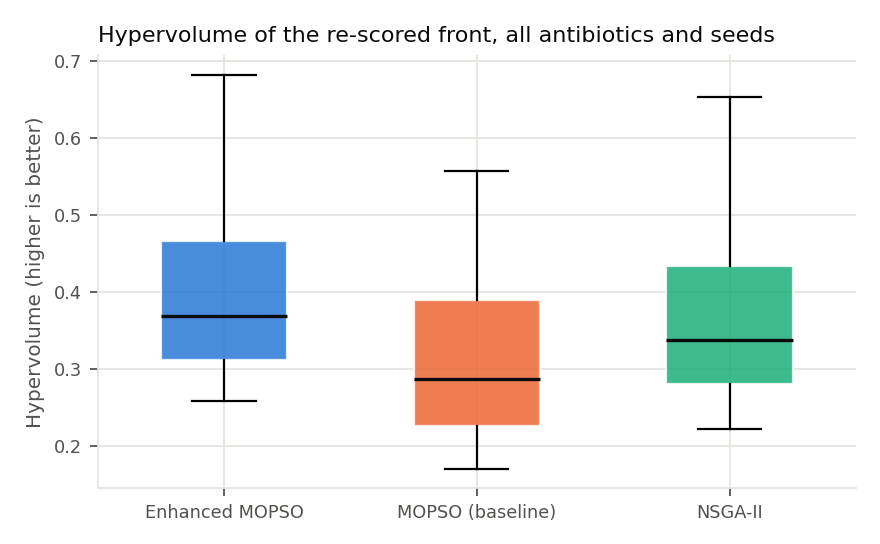 Hypervolume of the re-scored front, all antibiotics and seeds
Hypervolume (higher is better)
0.7
0.6
0.5
0.4
0.3
0.2
Enhanced MOPSO
MOPSO (baseline)
NSGA-II